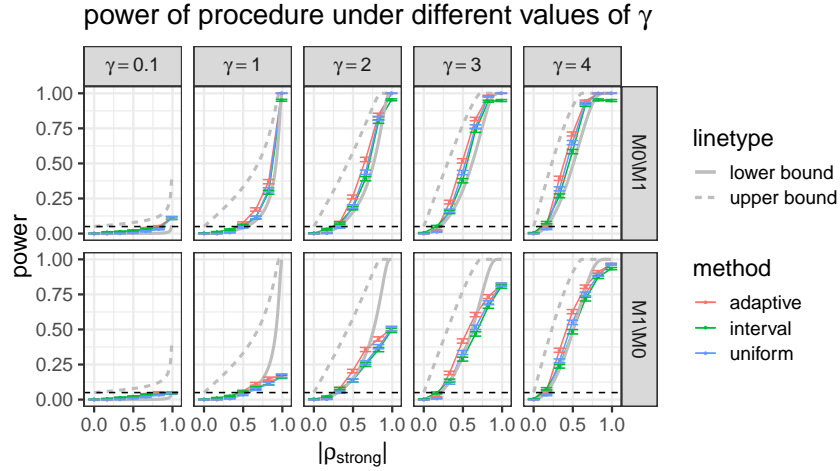 power of procedure under different values of γ
γ = 0.1 γ = 1 γ = 2 γ = 3 γ = 4
1.00
0.75
0.50
0.25
0.00
M0\M1
1.00
0.75
0.50
0.25
0.00
M1\M0
power
0.0 0.5 1.0 0.0 0.5 1.0 0.0 0.5 1.0 0.0 0.5 1.0 0.0 0.5 1.0
|ρstrong|
linetype
lower bound
upper bound
method
adaptive
interval
uniform